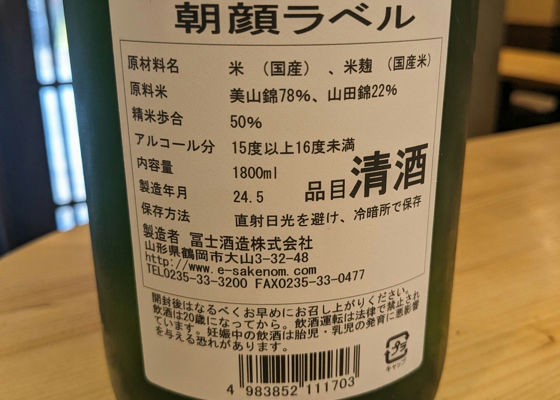 朝顔ラベル
原材料名 米 (国産) 、米麹 (国産米)
原料米 美山錦78%、山田錦22%
精米歩合 50%
アルコール分 15度以上16度未満
内容量 1800ml
製造年月 24.5 品目 清酒
保存方法 直射日光を避け、冷暗所で保存
製造者 冨士酒造株式会社
山形県鶴岡市大山3-32-48
http://www.e-sakenom.com
TEL0235-33-3200 FAX0235-33-0477
開封後はなるべくお早めにお召し上がりください。
飲酒は20歳になってから。飲酒運転は法律で禁止され
ています。妊娠中の飲酒は胎児・乳児の発育に悪影響
を与える恐れがあります。
プラ
キャップ
4 983852 111703